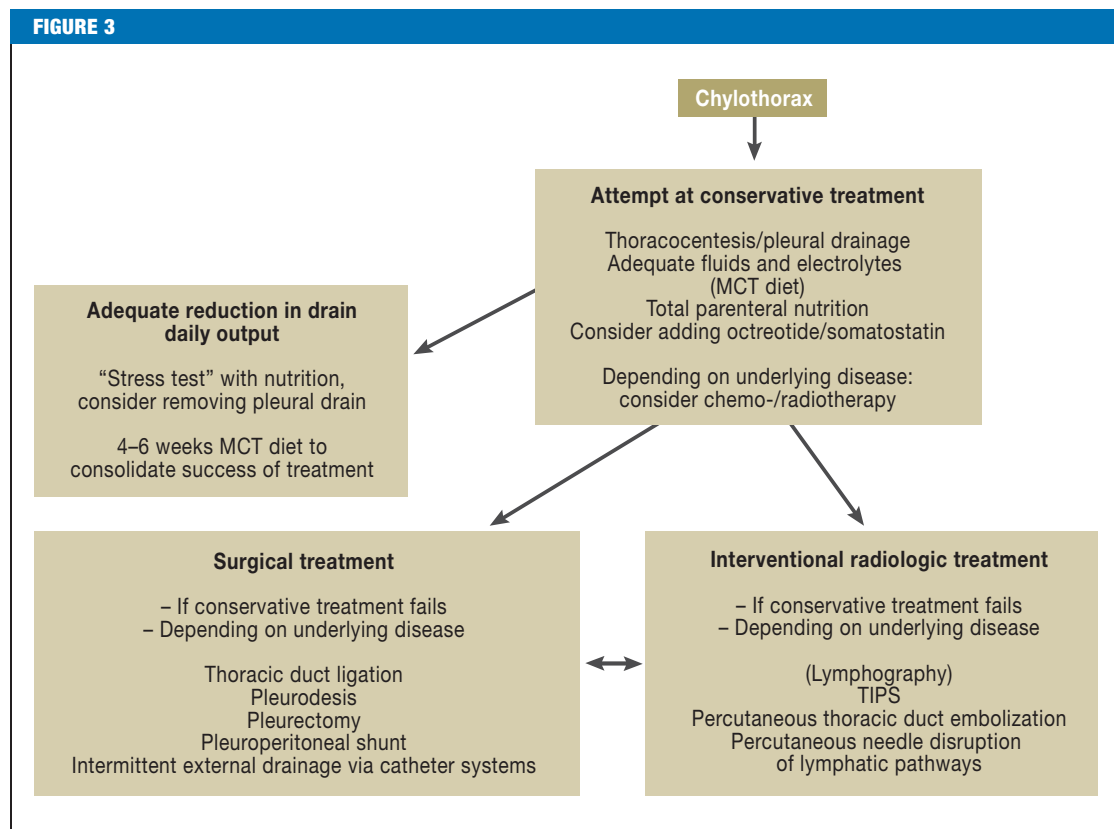 FIGURE 3
Chylothorax
Attempt at conservative treatment
Thoracocentesis/pleural drainage
Adequate fluids and electrolytes
(MCT diet)
Total parenteral nutrition
Consider adding octreotide/somatostatin
Depending on underlying disease:
consider chemo-/radiotherapy
Adequate reduction in drain
daily output
“Stress test” with nutrition,
consider removing pleural drain
4–6 weeks MCT diet to
consolidate success of treatment
Surgical treatment
– If conservative treatment fails
– Depending on underlying disease
Thoracic duct ligation
Pleurodesis
Pleurectomy
Pleuroperitoneal shunt
Intermittent external drainage via catheter systems
Interventional radiologic treatment
– If conservative treatment fails
– Depending on underlying disease
(Lymphography)
TIPS
Percutaneous thoracic duct embolization
Percutaneous needle disruption
of lymphatic pathways